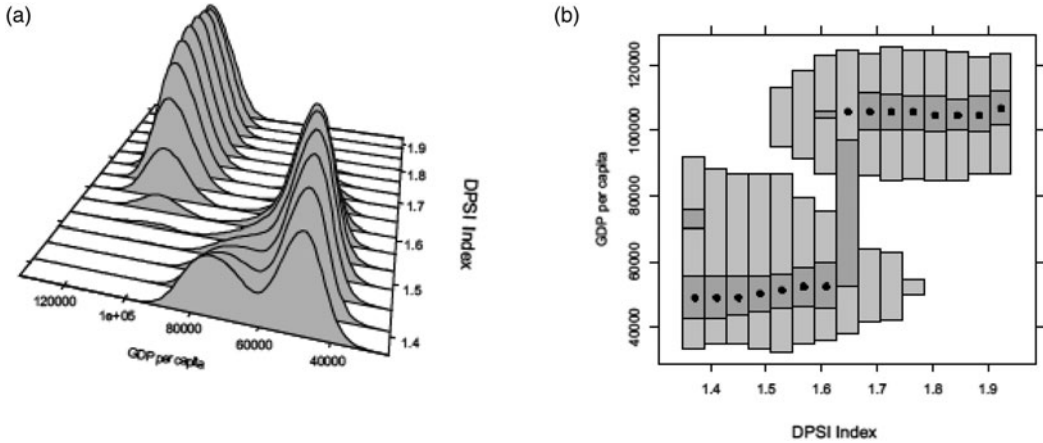 (a)
1.9
1.8
1.7
1.6
1.5
1.4
DPSI Index
120000
1e+05
80000
60000
40000
GDP per capita
(b)
120000
100000
80000
60000
40000
GDP per capita
1.4 1.5 1.6 1.7 1.8 1.9
DPSI Index